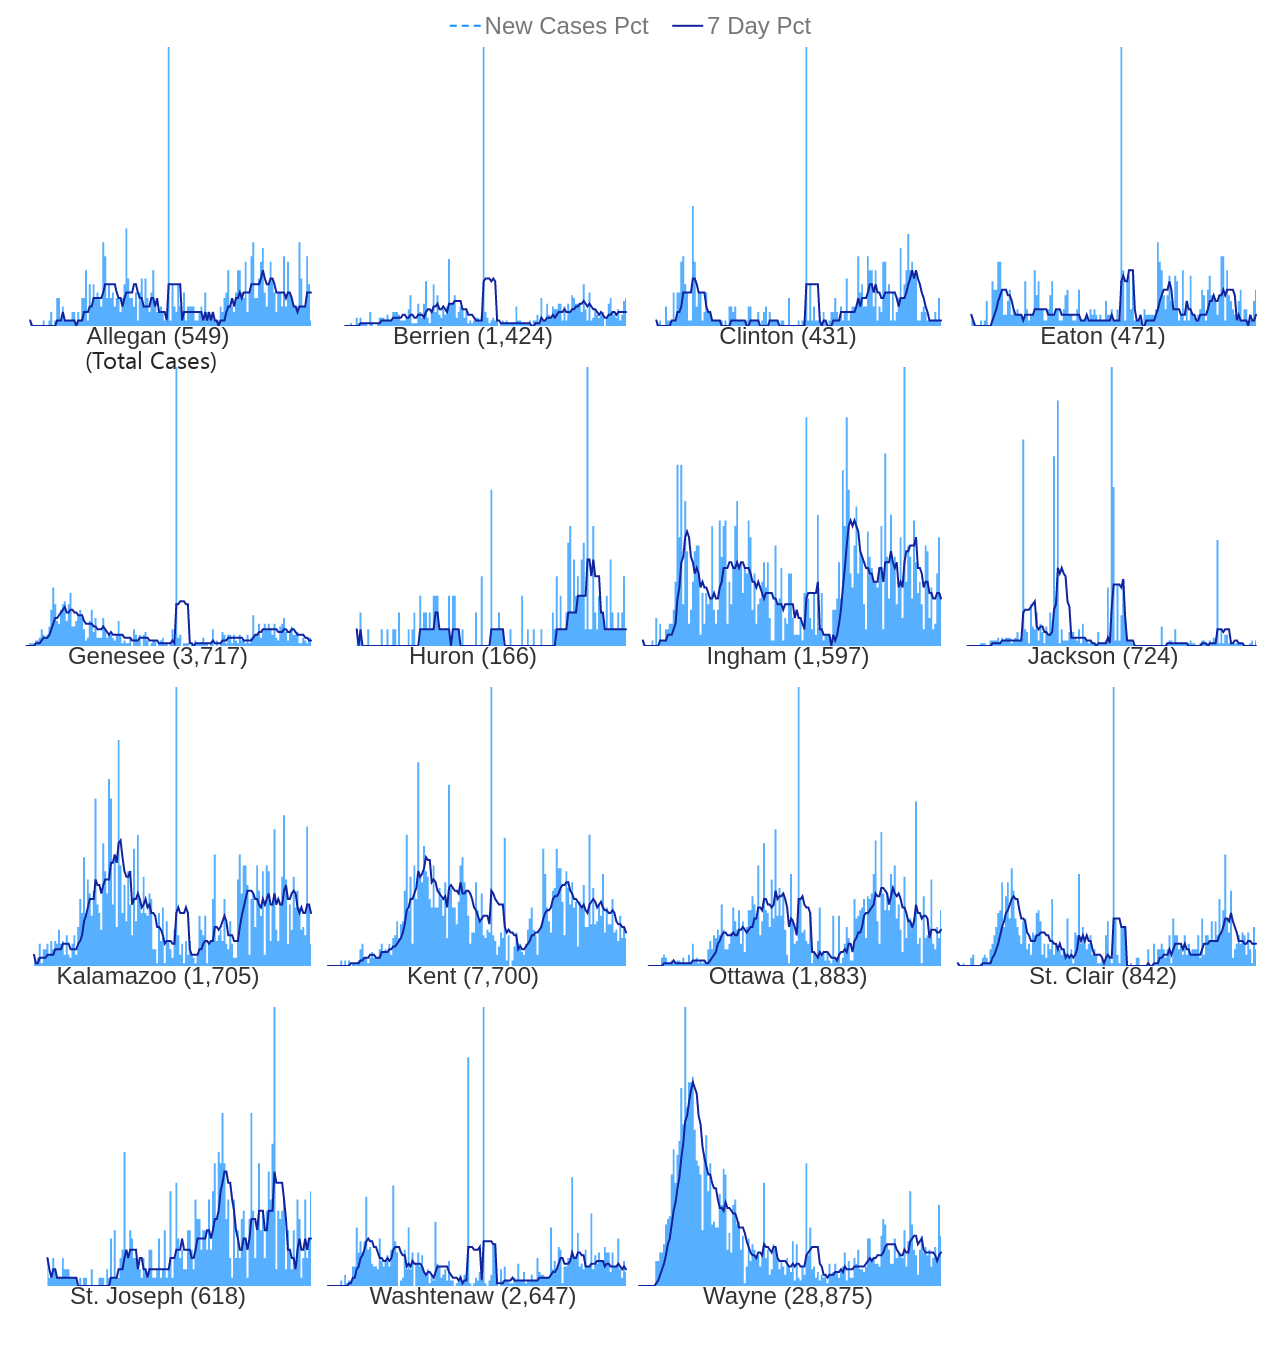 New Cases Pct 7 Day Pct
Allegan (549) Berrien (1,424) Clinton (431) Eaton (471)
(Total Cases)
Genesee (3,717) Huron (166) Ingham (1,597) Jackson (724)
Kalamazoo (1,705) Kent (7,700) Ottawa (1,883) St. Clair (842)
St. Joseph (618) Washtenaw (2,647) Wayne (28,875)